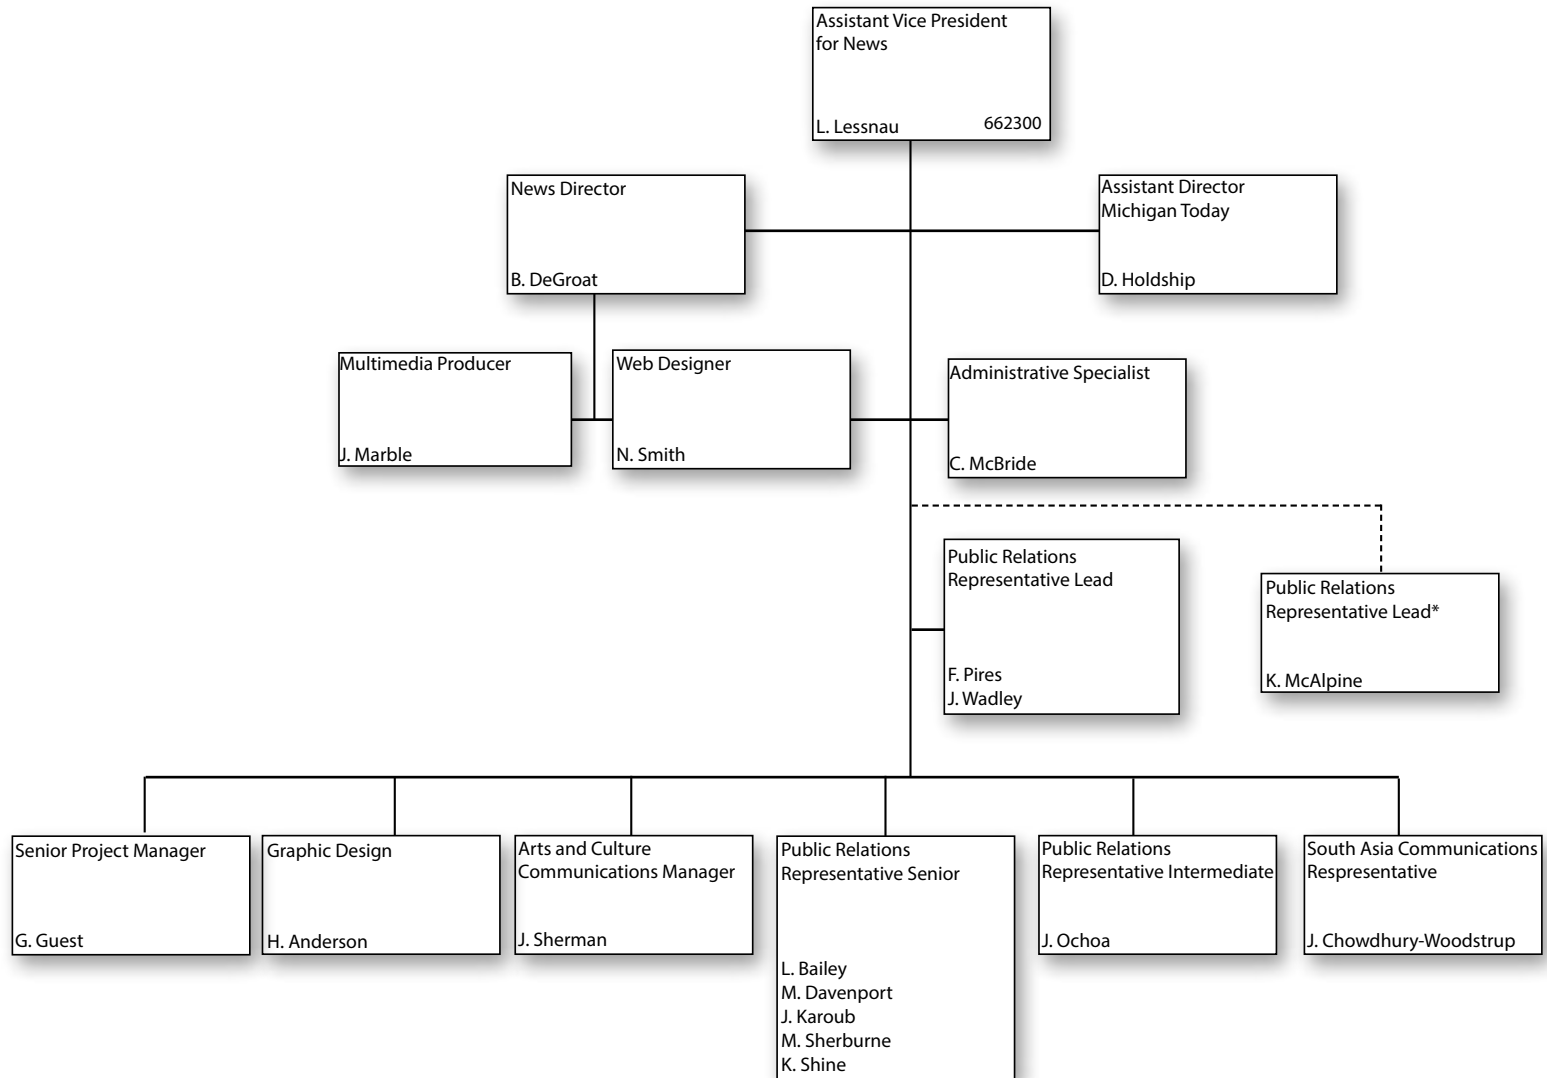 Assistant Vice President
for News
L. Lessnau 662300
News Director
B. DeGroat
Assistant Director
Michigan Today
D. Holdship
Multimedia Producer
J. Marble
Web Designer
N. Smith
Administrative Specialist
C. McBride
Public Relations
Representative Lead
F. Pires
J. Wadley
Public Relations
Representative Lead*
K. McAlpine
Senior Project Manager
G. Guest
Graphic Design
H. Anderson
Arts and Culture
Communications Manager
J. Sherman
Public Relations
Representative Senior
L. Bailey
M. Davenport
J. Karoub
M. Sherburne
K. Shine
Public Relations
Representative Intermediate
J. Ochoa
South Asia Communications
Respresentative
J. Chowdhury-Woodstrup